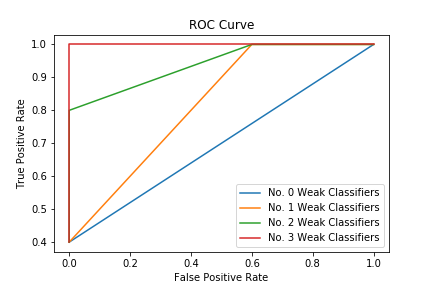 ROC Curve
True Positive Rate
1.0
0.9
0.8
0.7
0.6
0.5
0.4
No. 0 Weak Classifiers
No. 1 Weak Classifiers
No. 2 Weak Classifiers
No. 3 Weak Classifiers
0.0 0.2 0.4 0.6 0.8 1.0
False Positive Rate